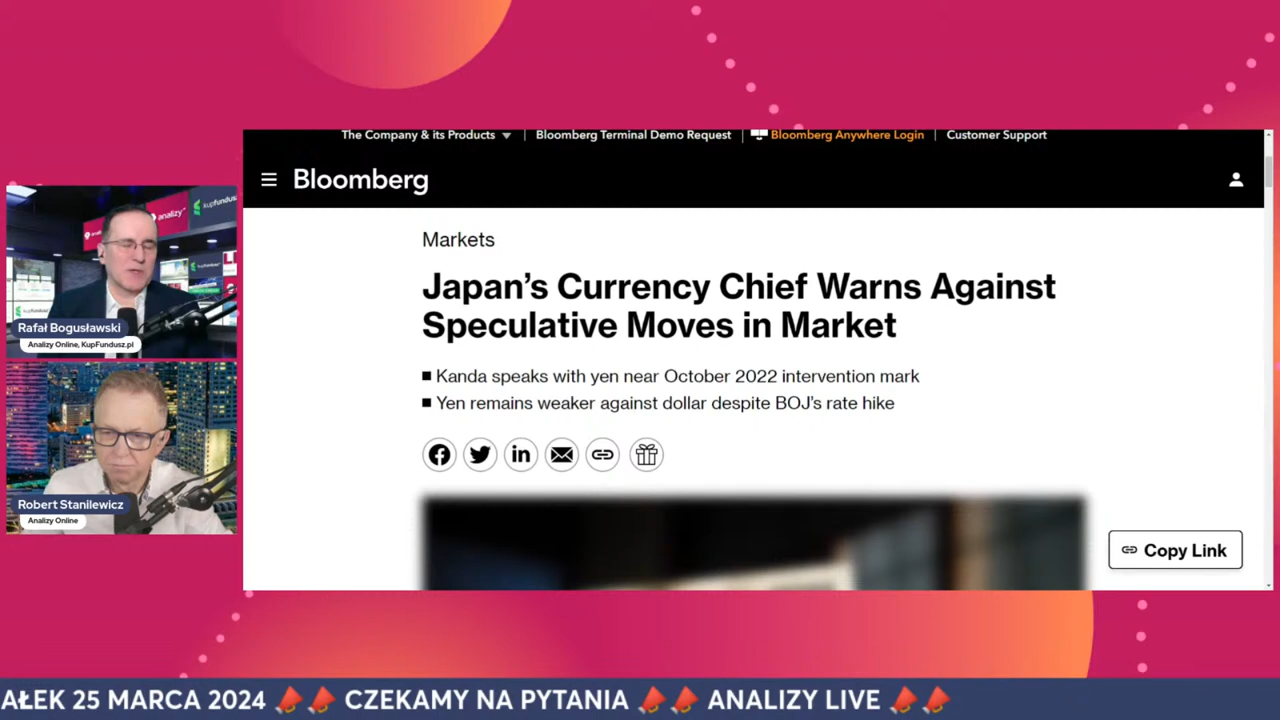 The Company & its Products
Bloomberg Terminal Demo Request
Bloomberg Anywhere Login
Customer Support
Bloomberg
Markets
Japan's Currency Chief Warns Against
Speculative Moves in Market
Kanda speaks with yen near October 2022 intervention mark
Yen remains weaker against dollar despite BOJ's rate hike
Copy Link
analizy
kupfundusz
Rafał Bogusławski
Analizy Online, KupFundusz.pl
Robert Stanilewicz
Analizy Online
AŁEK 25 MARCA 2024 📣📣 CZEKAMY NA PYTANIA 📣📣 ANALIZY LIVE 📣📣